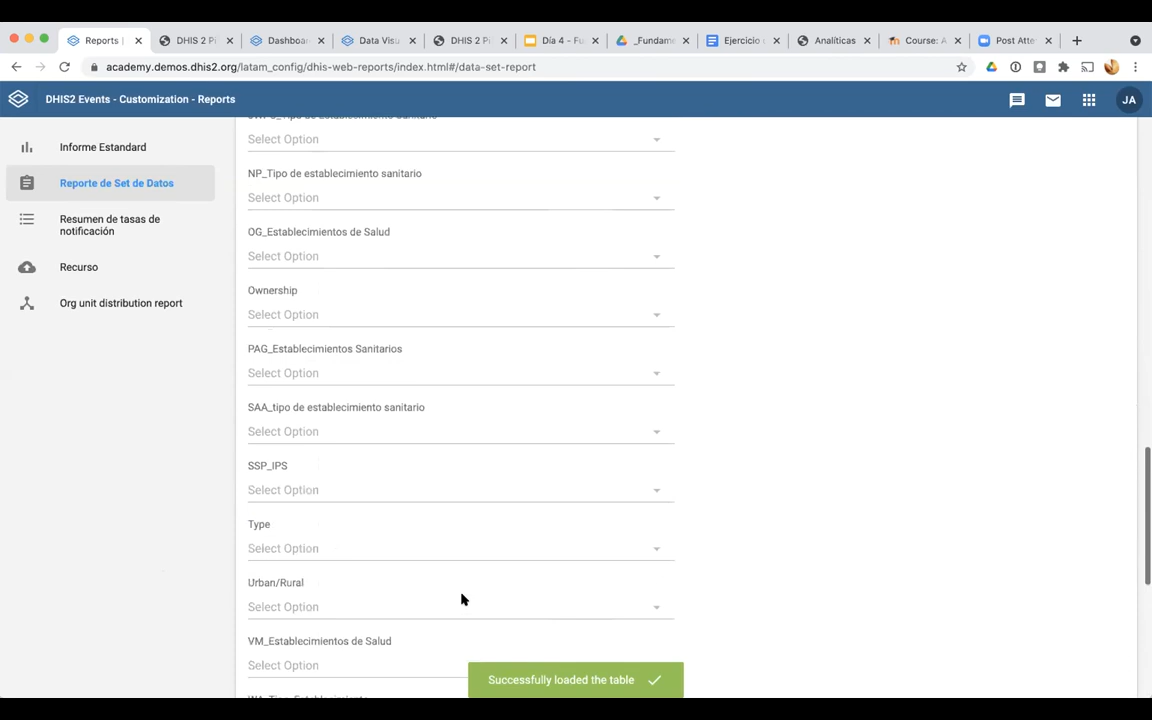 Reports |
DHIS 2 Pi
Dashboa
Data Visu
DHIS 2 Pi
Día 4 - Fu
_Fundame
Ejercicio
Analíticas
Course: A
Post Atte
academy.demos.dhis2.org/latam_config/dhis-web-reports/index.html#/data-set-report
DHIS2 Events - Customization - Reports
JA
Informe Estandard
Reporte de Set de Datos
Resumen de tasas de
notificación
Recurso
Org unit distribution report
Select Option
NP_Tipo de establecimiento sanitario
Select Option
OG_Establecimientos de Salud
Select Option
Ownership
Select Option
PAG_Establecimientos Sanitarios
Select Option
SAA_tipo de establecimiento sanitario
Select Option
SSP_IPS
Select Option
Type
Select Option
Urban/Rural
Select Option
VM_Establecimientos de Salud
Select Option
Successfully loaded the table